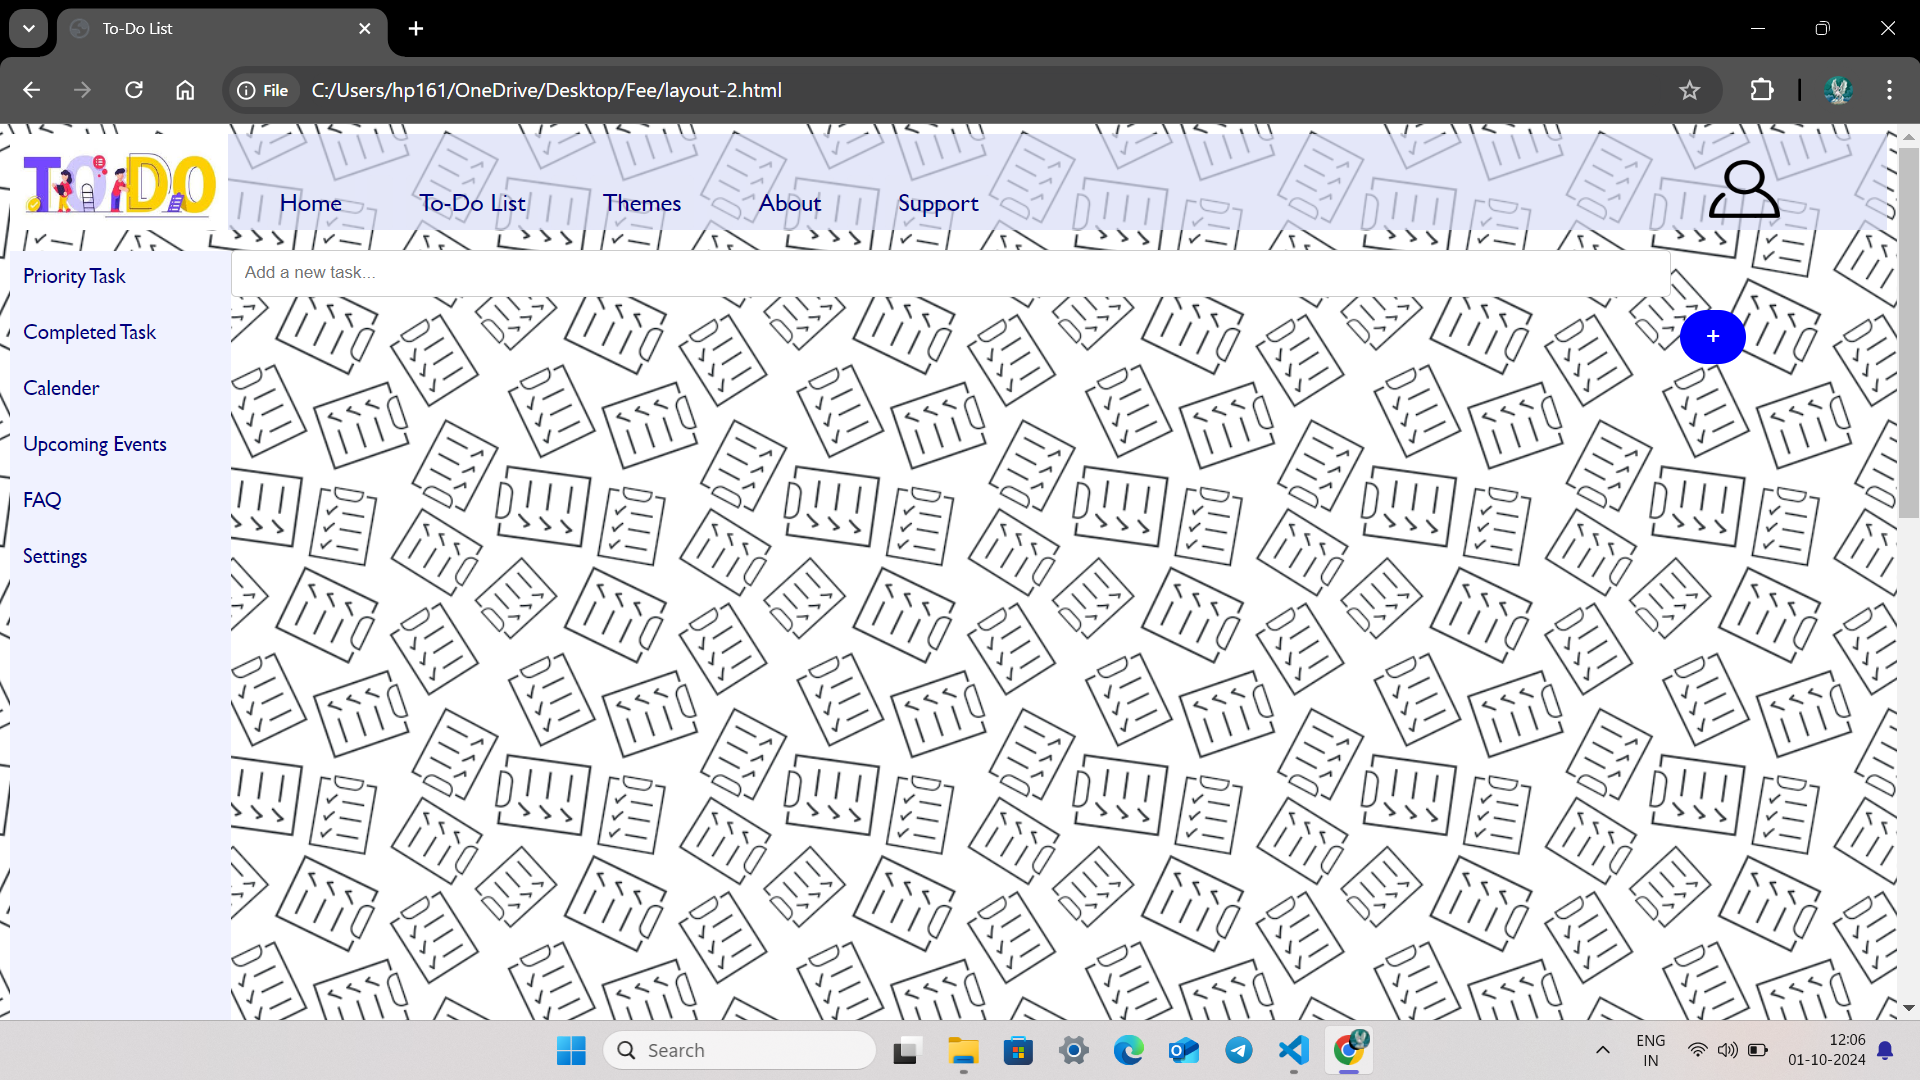 To-Do List
File
C:/Users/hp161/OneDrive/Desktop/Fee/layout-2.html
TO DO
Home To-Do List Themes About Support
Add a new task...
+
Priority Task
Completed Task
Calender
Upcoming Events
FAQ
Settings
Search
ENG
IN
12:06
01-10-2024